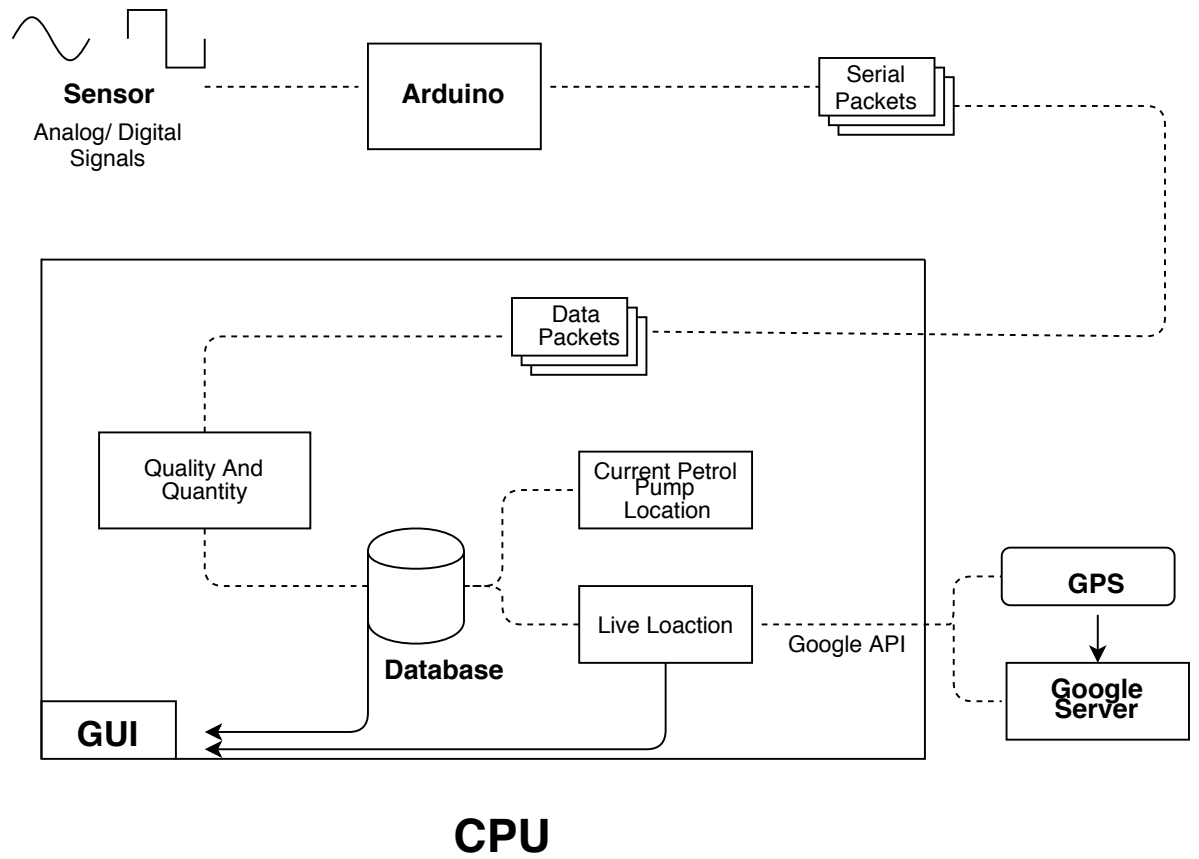 Sensor
Analog/ Digital
Signals
Arduino
Serial
Packets
Data
Packets
Quality And
Quantity
Current Petrol
Pump
Location
Live Loaction
Google API
GPS
Google
Server
Database
GUI
CPU